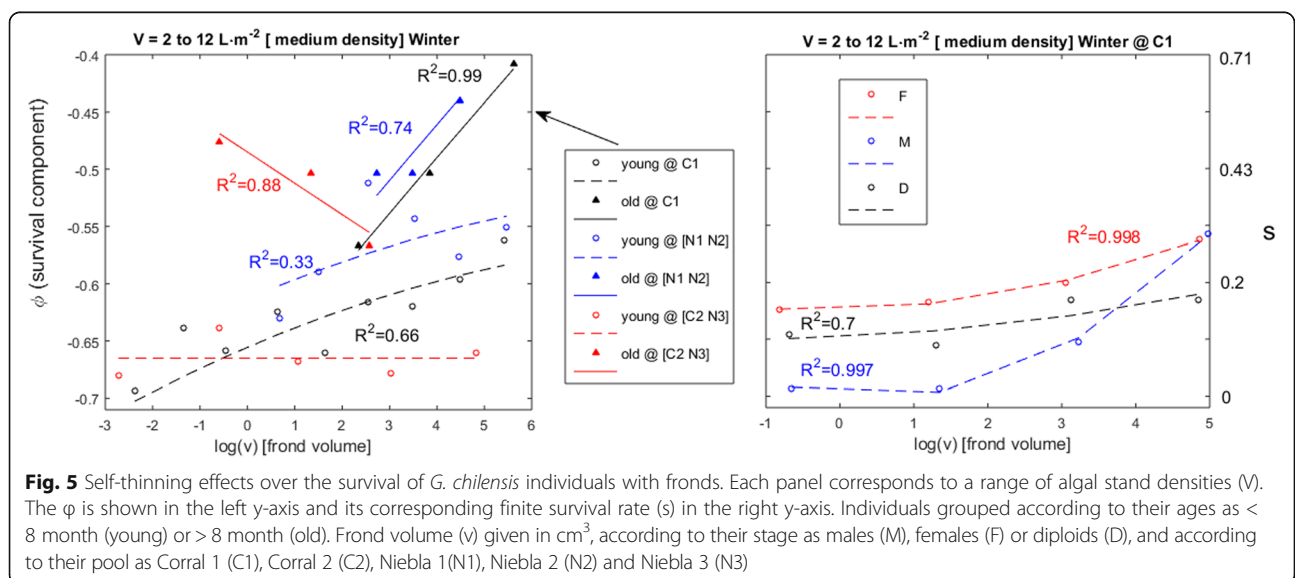 V = 2 to 12 L·m⁻² [ medium density] Winter
-0.4
-0.45
-0.5
-0.55
-0.6
-0.65
-0.7
ϕ (survival component)
R²=0.99
R²=0.74
R²=0.88
R²=0.33
R²=0.66
-3 -2 -1 0 1 2 3 4 5 6
log(v) [frond volume]
young @ C1
old @ C1
young @ [N1 N2]
old @ [N1 N2]
young @ [C2 N3]
old @ [C2 N3]
V = 2 to 12 L·m⁻² [ medium density] Winter @ C1
F
M
D
0.71
0.43
0.2
0
S
R²=0.998
R²=0.7
R²=0.997
-1 0 1 2 3 4 5
log(v) [frond volume]
Fig. 5 Self-thinning effects over the survival of G. chilensis individuals with fronds. Each panel corresponds to a range of algal stand densities (V).
The φ is shown in the left y-axis and its corresponding finite survival rate (s) in the right y-axis. Individuals grouped according to their ages as <
8 month (young) or > 8 month (old). Frond volume (v) given in cm³, according to their stage as males (M), females (F) or diploids (D), and according
to their pool as Corral 1 (C1), Corral 2 (C2), Niebla 1(N1), Niebla 2 (N2) and Niebla 3 (N3)